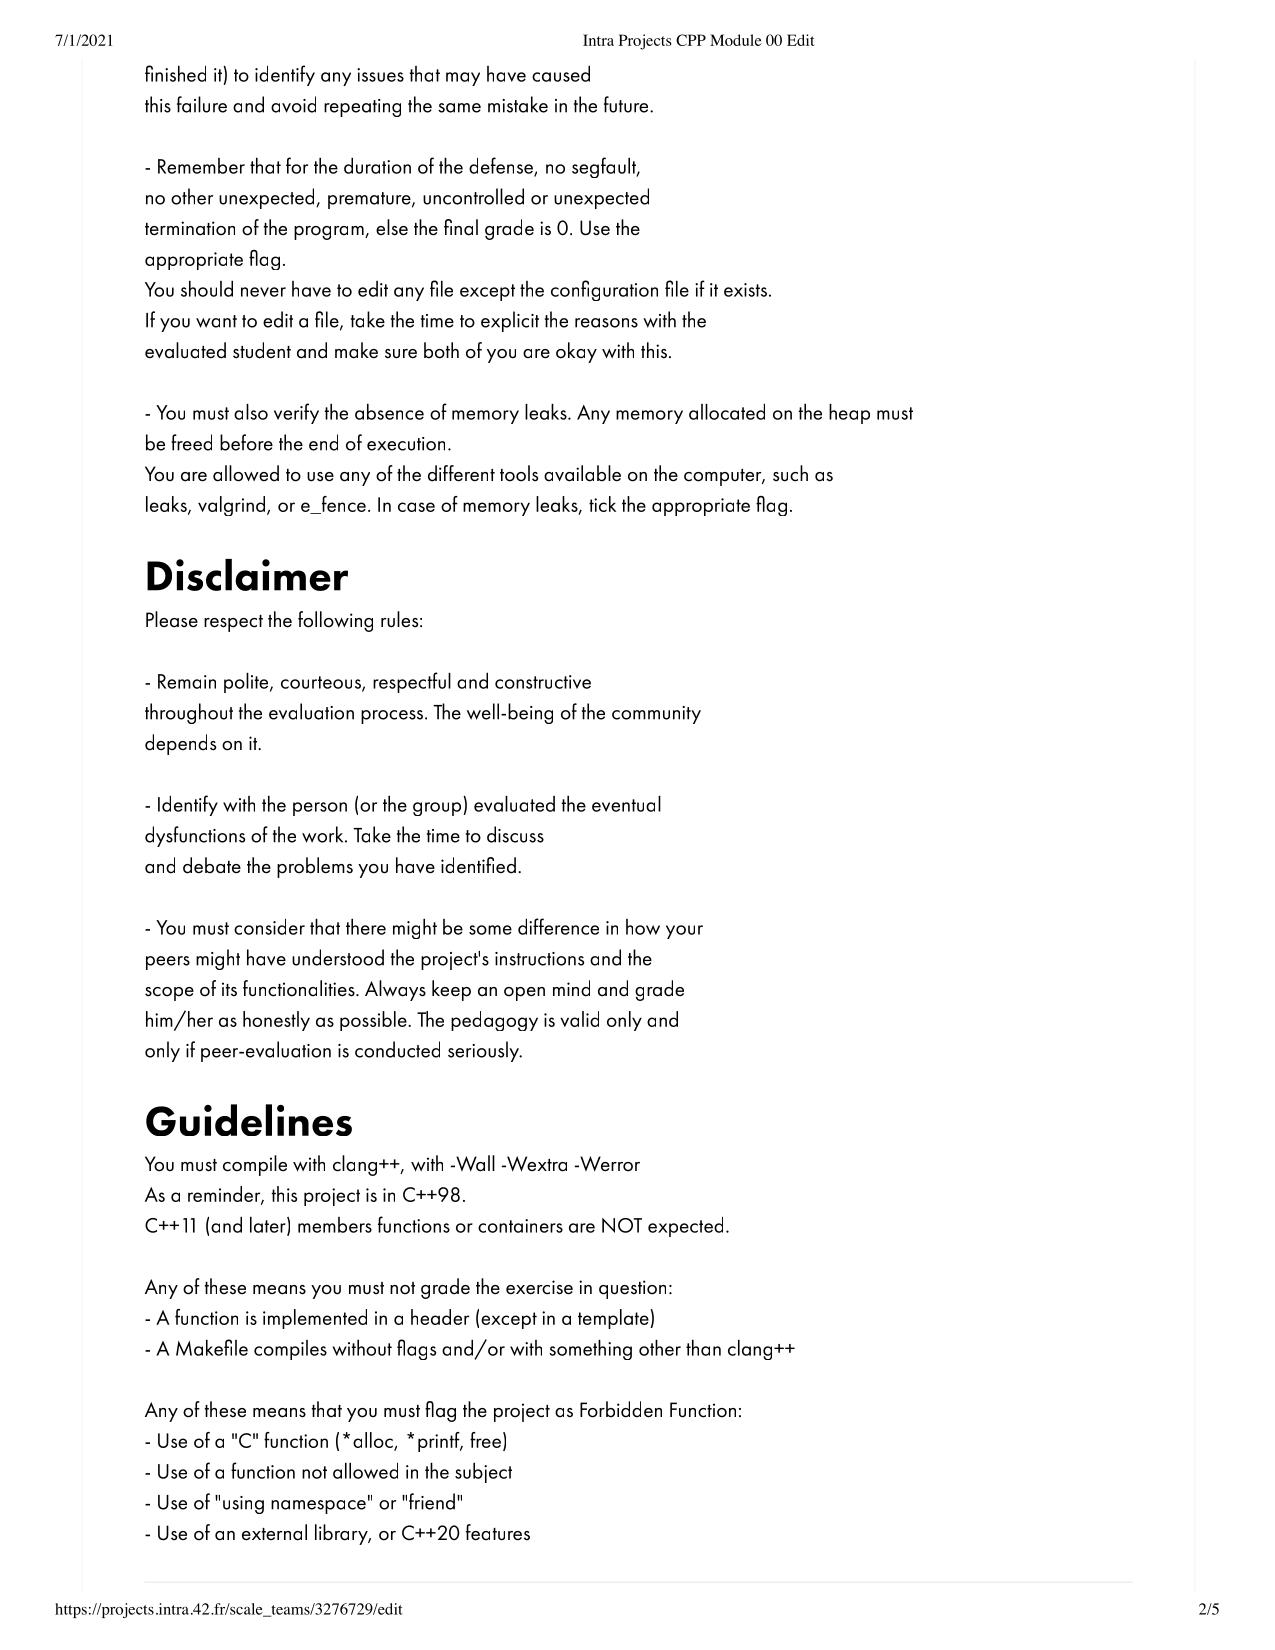 7/1/2021 Intra Projects CPP Module 00 Edit
finished it) to identify any issues that may have caused
this failure and avoid repeating the same mistake in the future.
- Remember that for the duration of the defense, no segfault,
no other unexpected, premature, uncontrolled or unexpected
termination of the program, else the final grade is 0. Use the
appropriate flag.
You should never have to edit any file except the configuration file if it exists.
If you want to edit a file, take the time to explicit the reasons with the
evaluated student and make sure both of you are okay with this.
- You must also verify the absence of memory leaks. Any memory allocated on the heap must
be freed before the end of execution.
You are allowed to use any of the different tools available on the computer, such as
leaks, valgrind, or e_fence. In case of memory leaks, tick the appropriate flag.
Disclaimer
Please respect the following rules:
- Remain polite, courteous, respectful and constructive
throughout the evaluation process. The well-being of the community
depends on it.
- Identify with the person (or the group) evaluated the eventual
dysfunctions of the work. Take the time to discuss
and debate the problems you have identified.
- You must consider that there might be some difference in how your
peers might have understood the project's instructions and the
scope of its functionalities. Always keep an open mind and grade
him/her as honestly as possible. The pedagogy is valid only and
only if peer-evaluation is conducted seriously.
Guidelines
You must compile with clang++, with -Wall -Wextra -Werror
As a reminder, this project is in C++98.
C++11 (and later) members functions or containers are NOT expected.
Any of these means you must not grade the exercise in question:
- A function is implemented in a header (except in a template)
- A Makefile compiles without flags and/or with something other than clang++
Any of these means that you must flag the project as Forbidden Function:
- Use of a "C" function (*alloc, *printf, free)
- Use of a function not allowed in the subject
- Use of "using namespace" or "friend"
- Use of an external library, or C++20 features
https://projects.intra.42.fr/scale_teams/3276729/edit 2/5